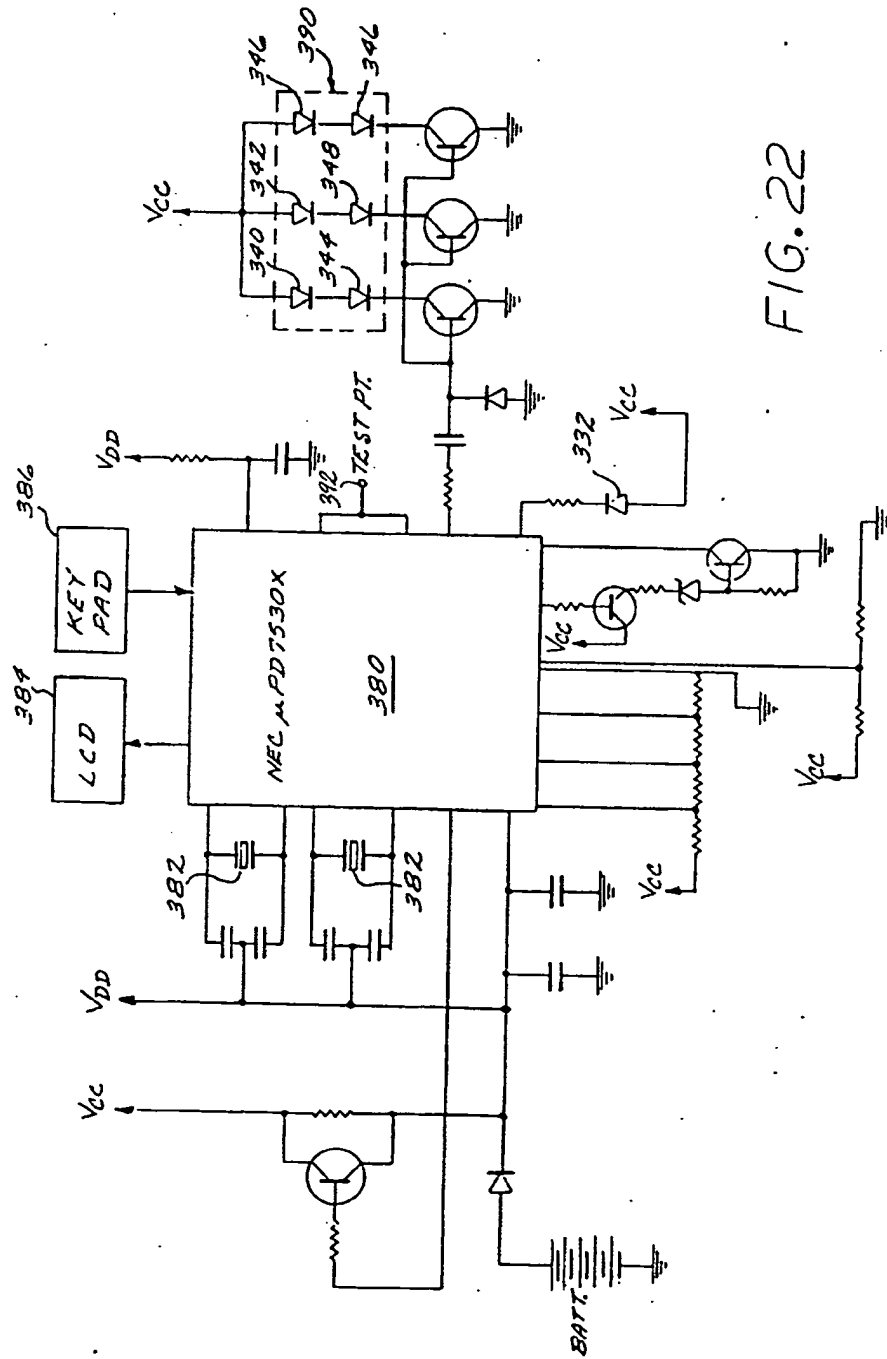 384
LCD
386
KEY
PAD
VDD
VCC
340
342
346
390
344
348
346
382
382
NEC µPD7530X
380
392
TEST PT.
VDD
VCC
332
VCC
VCC
VCC
VCC
BATT.
FIG. 22